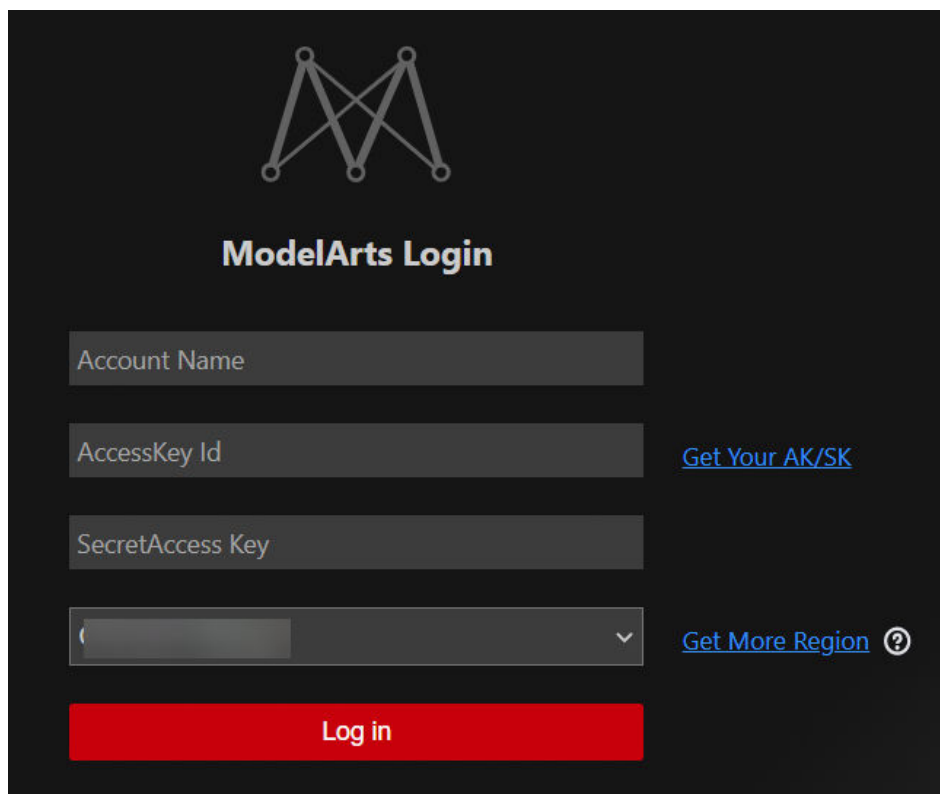 ModelArts Login
Account Name
AccessKey Id
Get Your AK/SK
SecretAccess Key
Get More Region
Log in